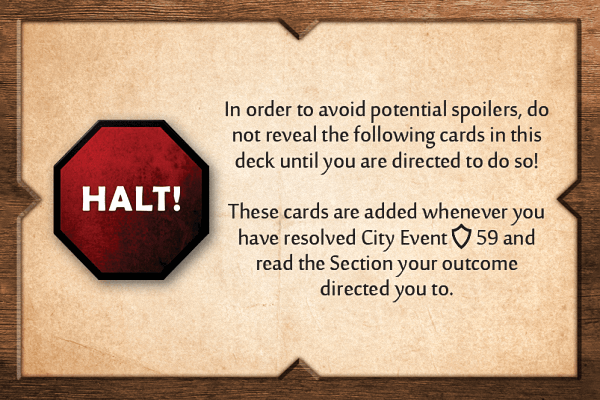 HALT!
In order to avoid potential spoilers, do
not reveal the following cards in this
deck until you are directed to do so!
These cards are added whenever you
have resolved City Event 59 and
read the Section your outcome
directed you to.